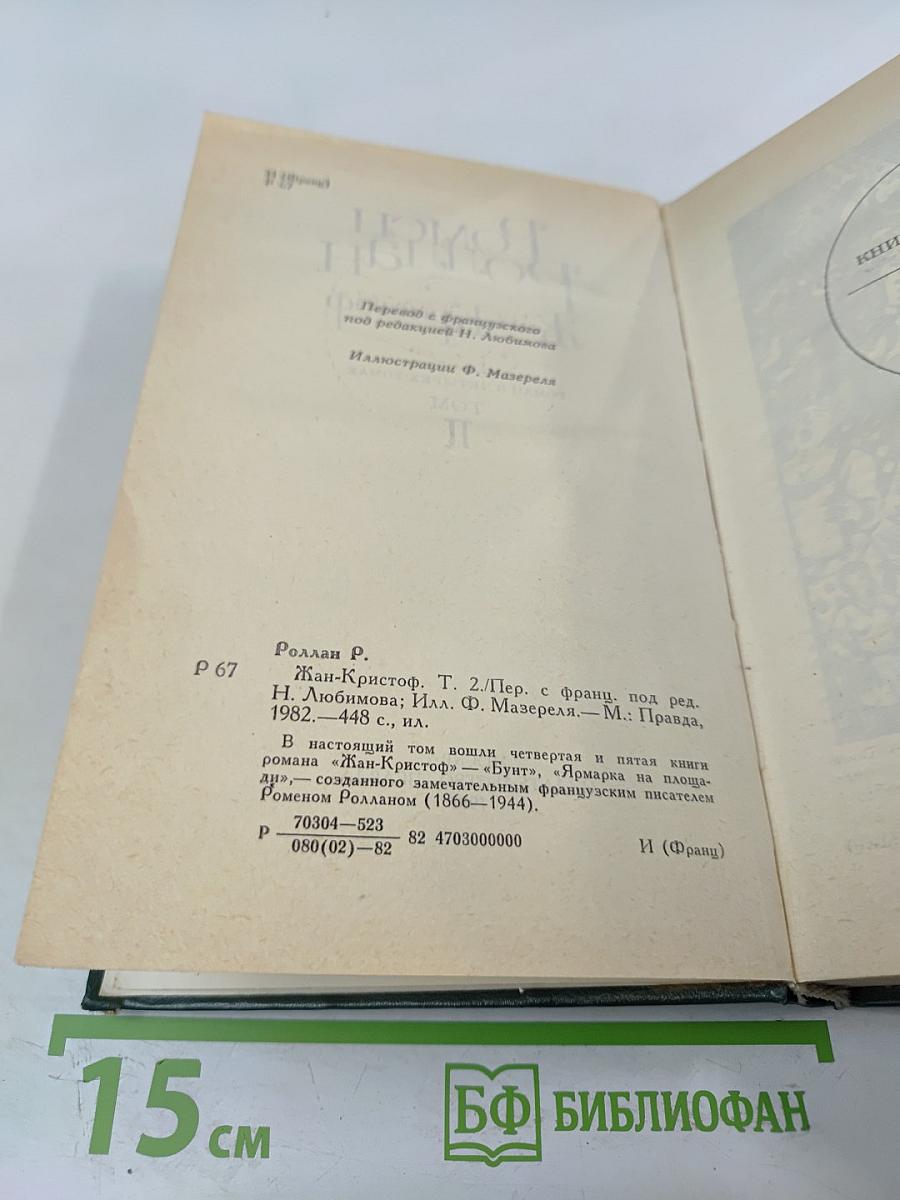 И (Франц)
Р 67
Перевод с французского
под редакцией Н. Любимова
Иллюстрации Ф. Мазереля
Роллан Р.
Р 67
Жан-Кристоф. Т. 2./Пер. с франц. под ред.
Н. Любимова; Илл. Ф. Мазереля.— М.: Правда,
1982.—448 с., ил.
В настоящий том вошли четвертая и пятая книги
романа «Жан-Кристоф» — «Бунт», «Ярмарка на площа-
ди»,— созданного замечательным французским писателем
Роменом Ролланом (1866—1944).
Р 70304—523 / 080(02)—82 82 4703000000
И (Франц)
15 см
БФ БИБЛИОФАН